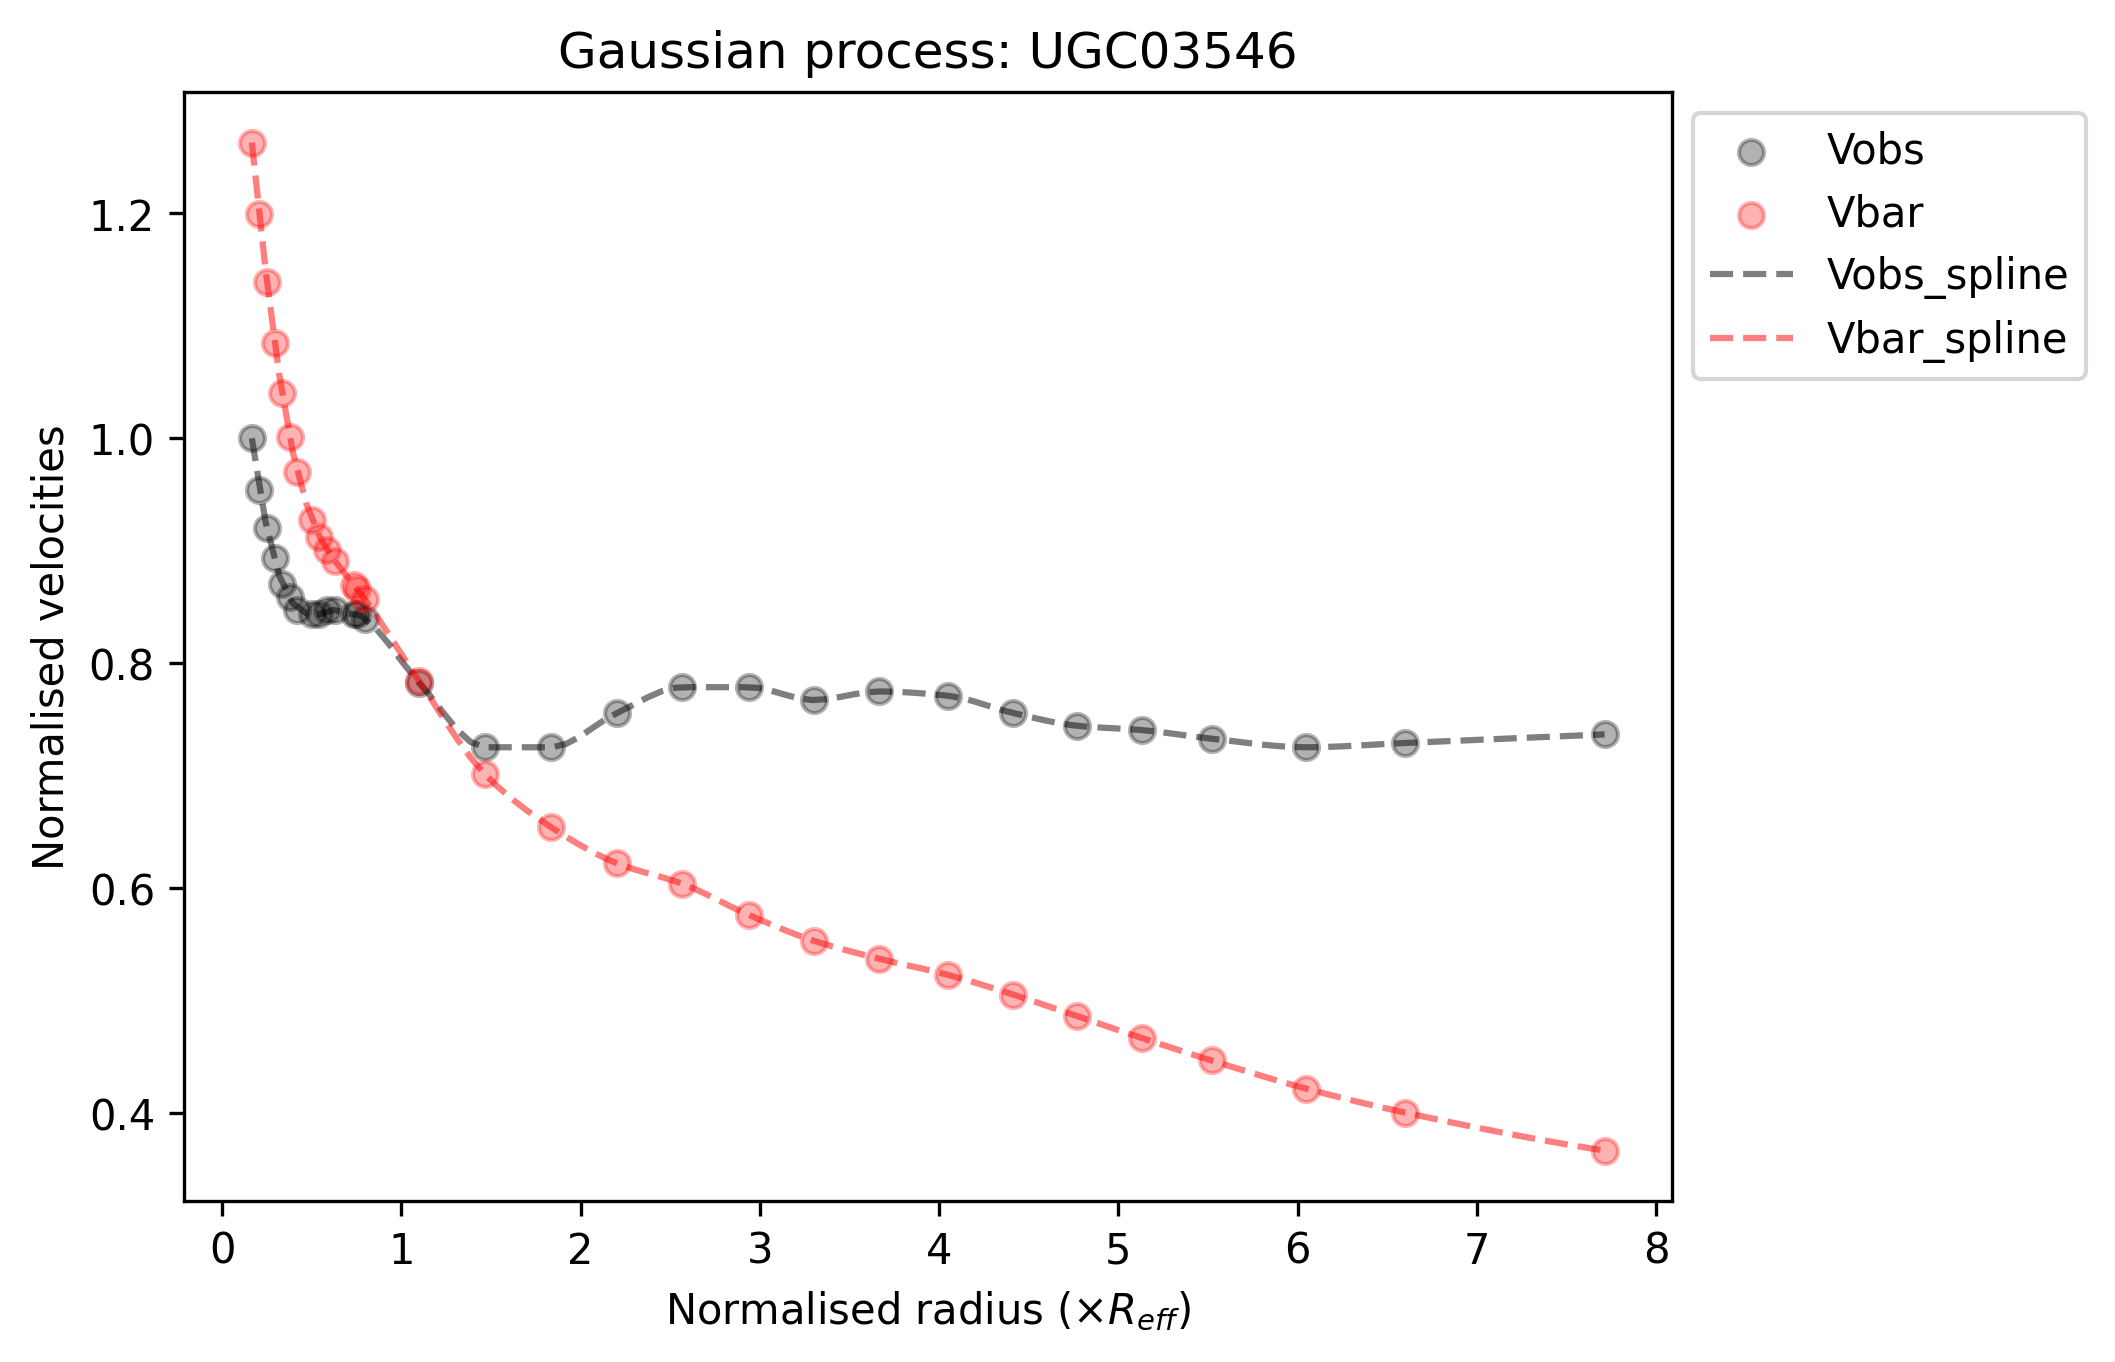 Gaussian process: UGC03546
Vobs
Vbar
Vobs_spline
Vbar_spline
Normalised velocities
1.2
1.0
0.8
0.6
0.4
0 1 2 3 4 5 6 7 8
Normalised radius (×R_eff)